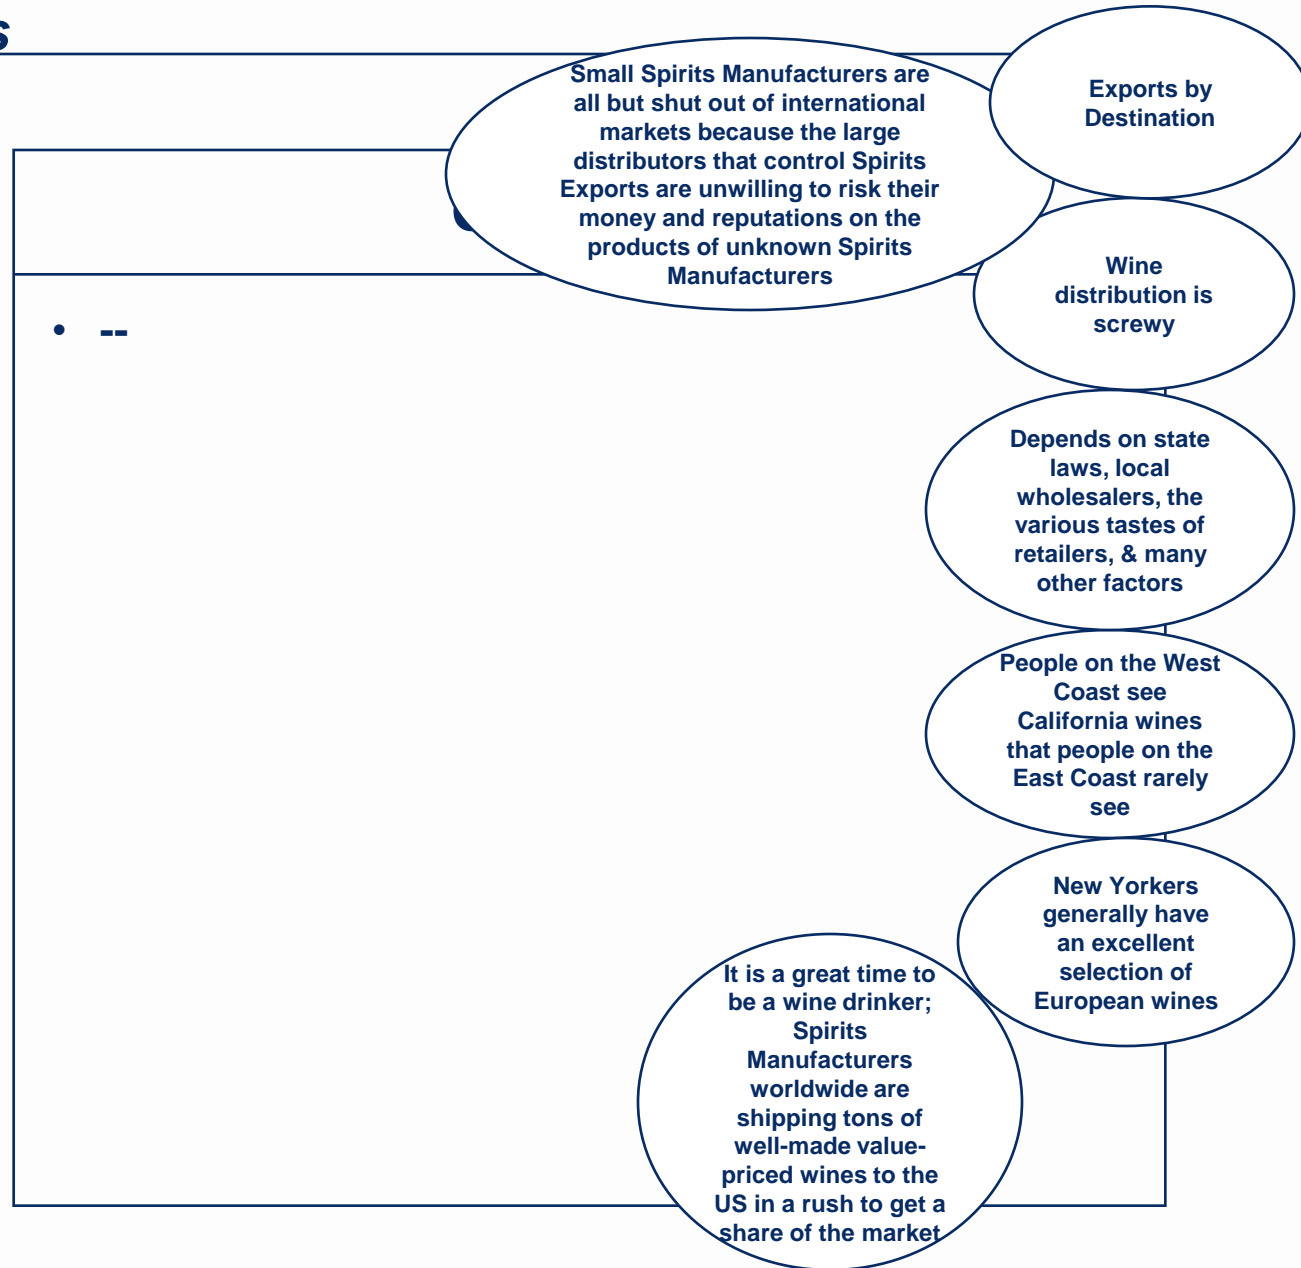 s
Small Spirits Manufacturers are
all but shut out of international
markets because the large
distributors that control Spirits
Exports are unwilling to risk their
money and reputations on the
products of unknown Spirits
Manufacturers
Exports by
Destination
Wine
distribution is
screwy
• --
Depends on state
laws, local
wholesalers, the
various tastes of
retailers, & many
other factors
People on the West
Coast see
California wines
that people on the
East Coast rarely
see
New Yorkers
generally have
an excellent
selection of
European wines
It is a great time to
be a wine drinker;
Spirits
Manufacturers
worldwide are
shipping tons of
well-made value-
priced wines to the
US in a rush to get a
share of the market